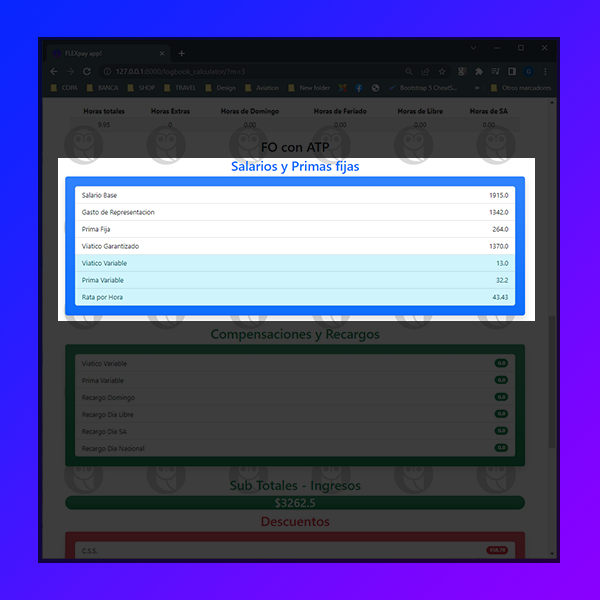 FLEXpay app!
127.0.0.1:8000/logbook_calculator/?m=3
COPA BANCA SHOP TRAVEL Design Aviation New folder Bootstrap 5 CheatS... » Otros marcadores
Horas totales Horas Extras Horas de Domingo Horas de Feriado Horas de Libre Horas de SA
9.95 0 0.00 0.00 0.00 0.00
FO con ATP
Salarios y Primas fijas
Salario Base 1915.0
Gasto de Representacion 1342.0
Prima Fija 264.0
Viatico Garantizado 1370.0
Viatico Variable 13.0
Prima Variable 32.2
Rata por Hora 43.43
Compensaciones y Recargos
Viatico Variable 0.0
Prima Variable 0.0
Recargo Domingo 0.0
Recargo Dia Libre 0.0
Recargo Dia SA 0.0
Recargo Dia Nacional 0.0
Sub Totales - Ingresos
$3262.5
Descuentos
C.S.S.